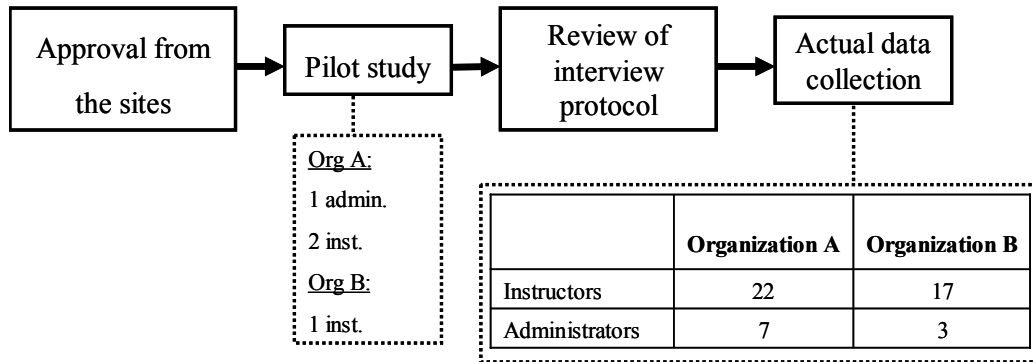 Approval from
the sites
Pilot study
Review of
interview
protocol
Actual data
collection
Org A:
1 admin.
2 inst.
Org B:
1 inst.
Organization A Organization B
Instructors 22 17
Administrators 7 3